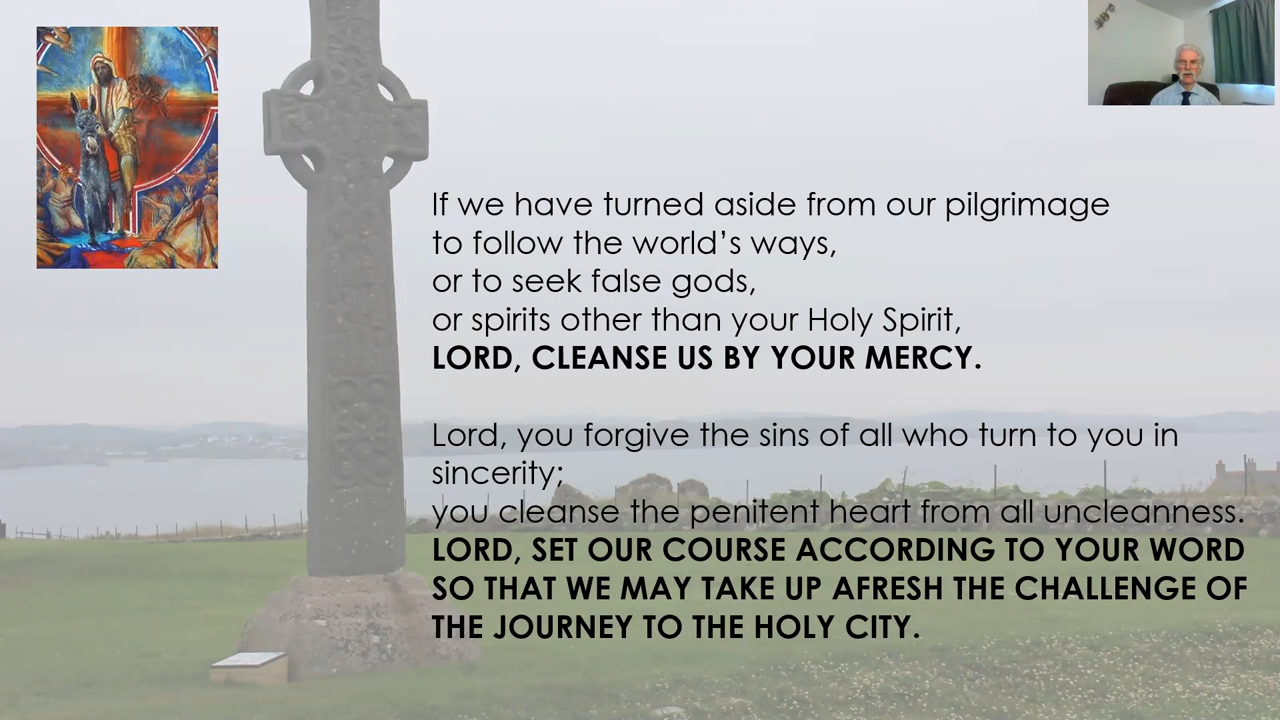 If we have turned aside from our pilgrimage
to follow the world’s ways,
or to seek false gods,
or spirits other than your Holy Spirit,
LORD, CLEANSE US BY YOUR MERCY.
Lord, you forgive the sins of all who turn to you in
sincerity;
you cleanse the penitent heart from all uncleanness.
LORD, SET OUR COURSE ACCORDING TO YOUR WORD
SO THAT WE MAY TAKE UP AFRESH THE CHALLENGE OF
THE JOURNEY TO THE HOLY CITY.